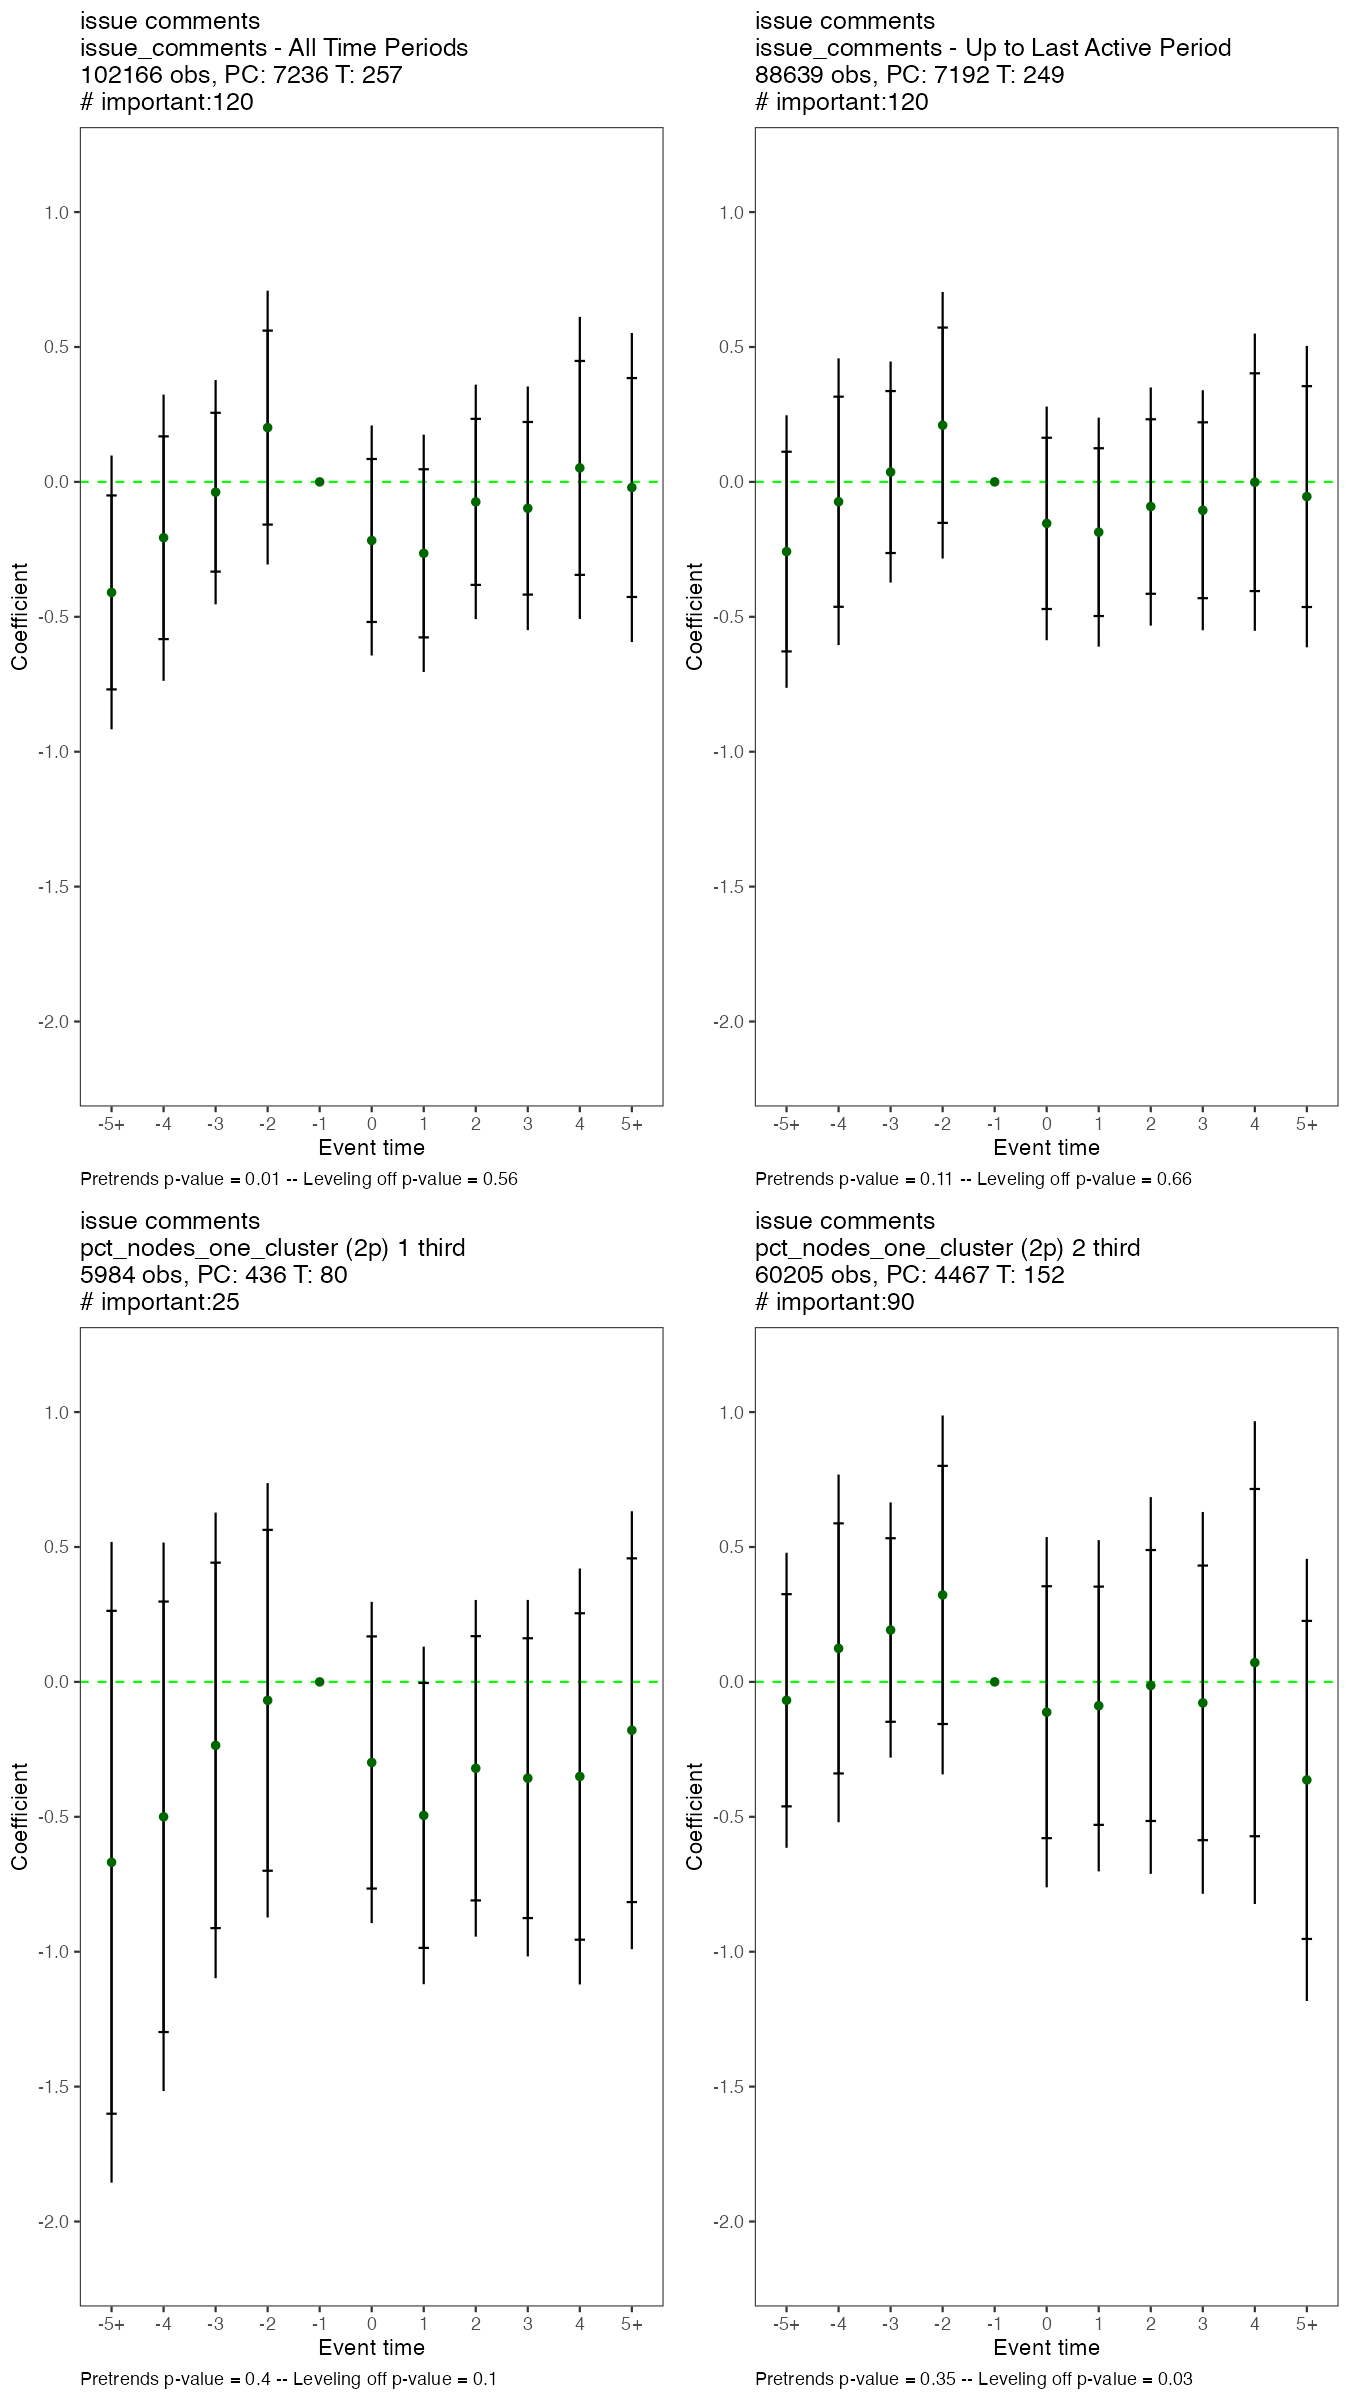 issue comments
issue_comments - All Time Periods
102166 obs, PC: 7236 T: 257
# important:120
1.0
0.5
0.0
-0.5
-1.0
-1.5
-2.0
Coefficient
-5+ -4 -3 -2 -1 0 1 2 3 4 5+
Event time
Pretrends p-value = 0.01 -- Leveling off p-value = 0.56
issue comments
issue_comments - Up to Last Active Period
88639 obs, PC: 7192 T: 249
# important:120
1.0
0.5
0.0
-0.5
-1.0
-1.5
-2.0
Coefficient
-5+ -4 -3 -2 -1 0 1 2 3 4 5+
Event time
Pretrends p-value = 0.11 -- Leveling off p-value = 0.66
issue comments
pct_nodes_one_cluster (2p) 1 third
5984 obs, PC: 436 T: 80
# important:25
1.0
0.5
0.0
-0.5
-1.0
-1.5
-2.0
Coefficient
-5+ -4 -3 -2 -1 0 1 2 3 4 5+
Event time
Pretrends p-value = 0.4 -- Leveling off p-value = 0.1
issue comments
pct_nodes_one_cluster (2p) 2 third
60205 obs, PC: 4467 T: 152
# important:90
1.0
0.5
0.0
-0.5
-1.0
-1.5
-2.0
Coefficient
-5+ -4 -3 -2 -1 0 1 2 3 4 5+
Event time
Pretrends p-value = 0.35 -- Leveling off p-value = 0.03